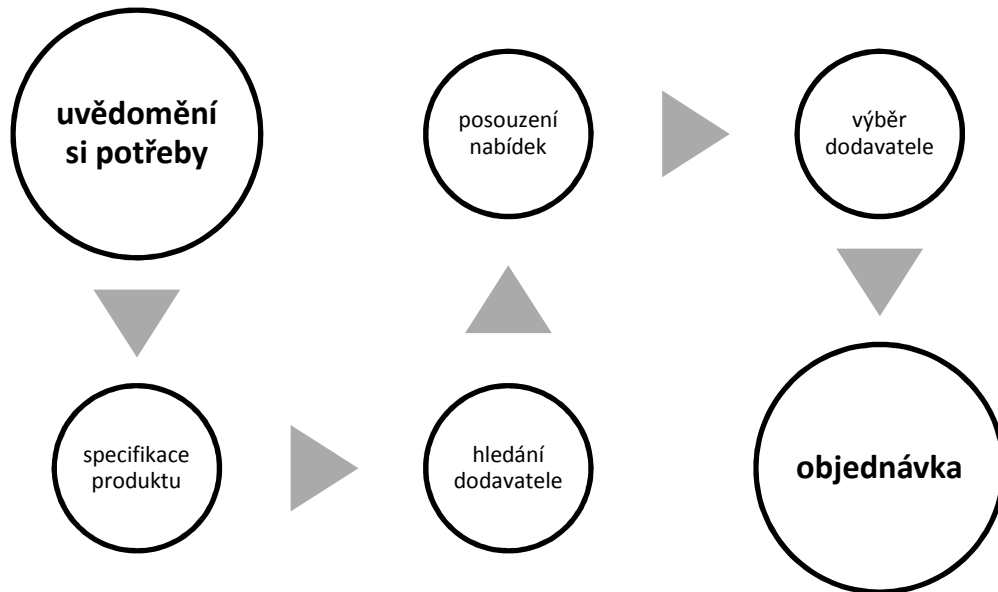 uvědomění
si potřeby
specifikace
produktu
hledání
dodavatele
posouzení
nabídek
výběr
dodavatele
objednávka